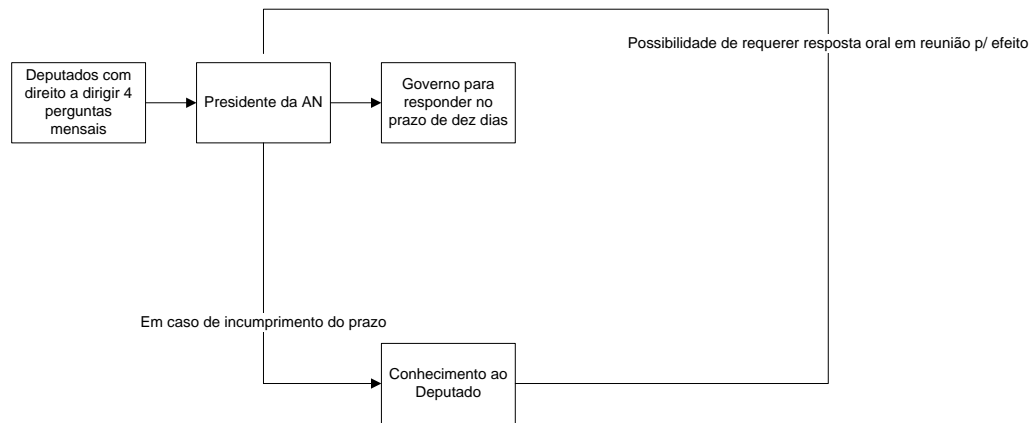 Possibilidade de requerer resposta oral em reunião p/ efeito
Deputados com
direito a dirigir 4
perguntas
mensais
Presidente da AN
Governo para
responder no
prazo de dez dias
Em caso de incumprimento do prazo
Conhecimento ao
Deputado